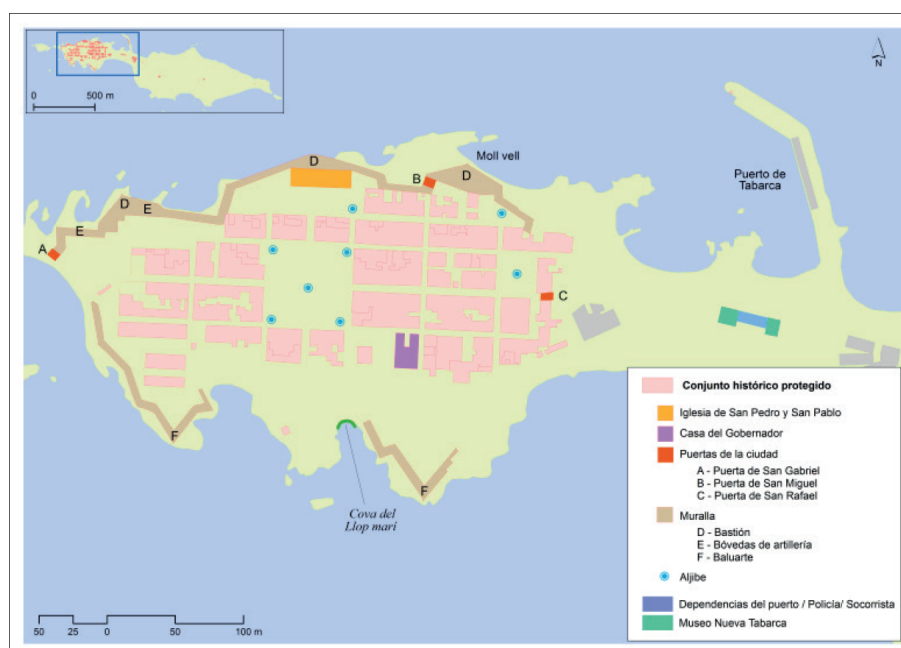 0 500 m
N
D
Moll vell
B
D
Puerto de
Tabarca
D
E
E
A
C
F
F
Cova del
Llop marí
50 25 0 50 100 m
Conjunto histórico protegido
Iglesia de San Pedro y San Pablo
Casa del Gobernador
Puertas de la ciudad
A - Puerta de San Gabriel
B - Puerta de San Miguel
C - Puerta de San Rafael
Muralla
D - Bastión
E - Bóvedas de artillería
F - Baluarte
Aljibe
Dependencias del puerto / Policía/ Socorrista
Museo Nueva Tabarca